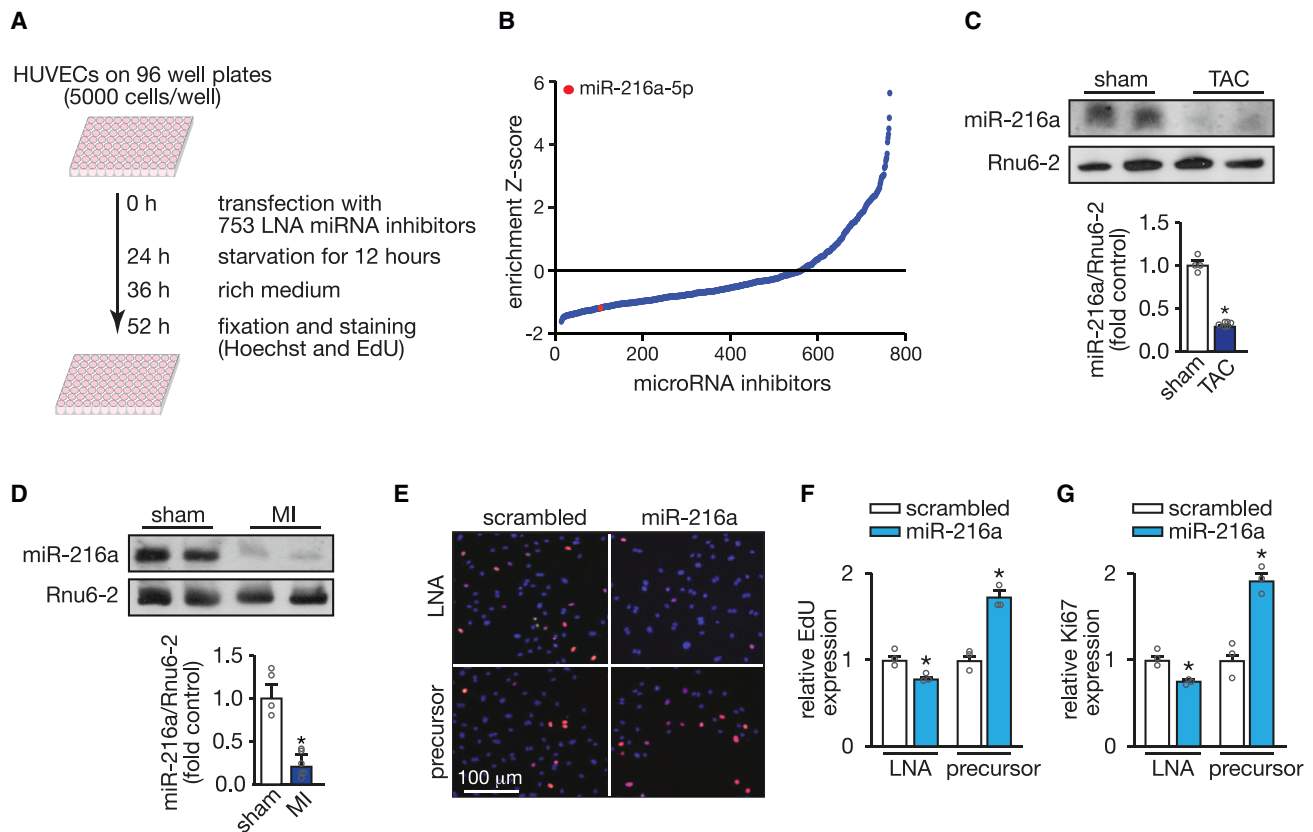 A
HUVECs on 96 well plates
(5000 cells/well)
0 h transfection with
753 LNA miRNA inhibitors
24 h starvation for 12 hours
36 h rich medium
52 h fixation and staining
(Hoechst and EdU)
B
miR-216a-5p
enrichment Z-score
6
4
2
0
-2
0 200 400 600 800
microRNA inhibitors
C
sham TAC
miR-216a
Rnu6-2
miR-216a/Rnu6-2
(fold control)
1.5
1.0
0.5
0.0
*
sham
TAC
D
sham MI
miR-216a
Rnu6-2
miR-216a/Rnu6-2
(fold control)
1.5
1.0
0.5
0.0
*
sham
MI
E
scrambled miR-216a
LNA
precursor
100 μm
F
scrambled
miR-216a
relative EdU
expression
2
1
0
* *
LNA precursor
G
scrambled
miR-216a
relative Ki67
expression
2
1
0
* *
LNA precursor